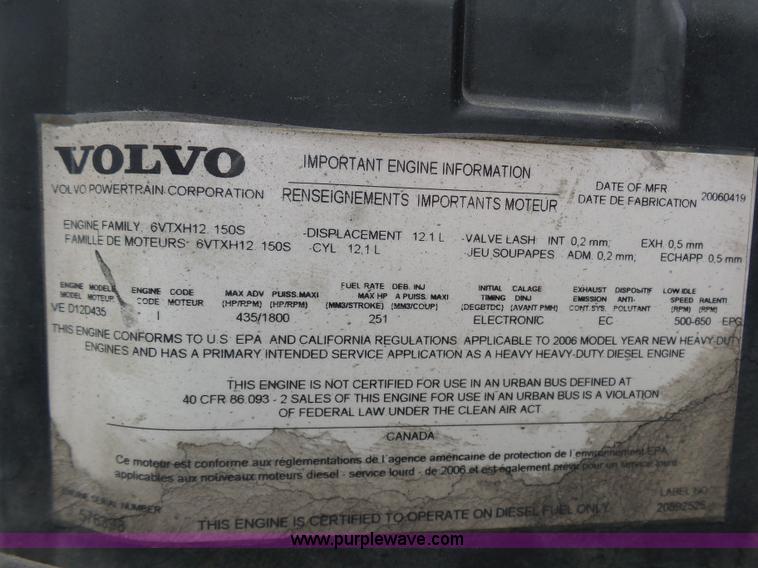 VOLVO
VOLVO POWERTRAIN CORPORATION
IMPORTANT ENGINE INFORMATION
RENSEIGNEMENTS IMPORTANTS MOTEUR
DATE OF MFR
DATE DE FABRICATION 20060419
ENGINE FAMILY 6VTXH12. 150S -DISPLACEMENT 12.1 L -VALVE LASH INT 0,2 mm; EXH 0,5 mm
FAMILLE DE MOTEURS- 6VTXH12. 150S -CYL 12,1 L -JEU SOUPAPES ADM. 0,2 mm; ECHAPP 0,5 mm
ENGINE MODEL ENGINE CODE MAX ADV PUISS.MAXI FUEL RATE DEB. INJ INITIAL CALAGE EXHAUST DISPOSITIF LOW IDLE
MODEL MOTEUR CODE MOTEUR (HP/RPM) (HP/RPM) MAX HP A PUISS. MAXI TIMING DINJ EMISSION ANTI- SPEED RALENTI
(MM3/STROKE) (MM3/COUP) (DEGBTDC) (AVANT PMH) CONT.SYS. POLLUTANT (RPM) (RPM)
VE D12D435 I 435/1800 251 ELECTRONIC EC 500-650 EPG
THIS ENGINE CONFORMS TO U.S EPA AND CALIFORNIA REGULATIONS APPLICABLE TO 2006 MODEL YEAR NEW HEAVY-DUTY
ENGINES AND HAS A PRIMARY INTENDED SERVICE APPLICATION AS A HEAVY HEAVY-DUTY DIESEL ENGINE
THIS ENGINE IS NOT CERTIFIED FOR USE IN AN URBAN BUS DEFINED AT
40 CFR 86.093 - 2 SALES OF THIS ENGINE FOR USE IN AN URBAN BUS IS A VIOLATION
OF FEDERAL LAW UNDER THE CLEAN AIR ACT
CANADA
Ce moteur est conforme aux réglementations de l'agence amencaine de protection de l'environnement EPA
applicables aux nouveaux moteurs diesel - service lourd - de 2006 et est également prévu pour un service lourd.
ENGINE SERIAL NUMBER
THIS ENGINE IS CERTIFIED TO OPERATE ON DIESEL FUEL ONLY.
LABEL NO
20892525
www.purplewave.com